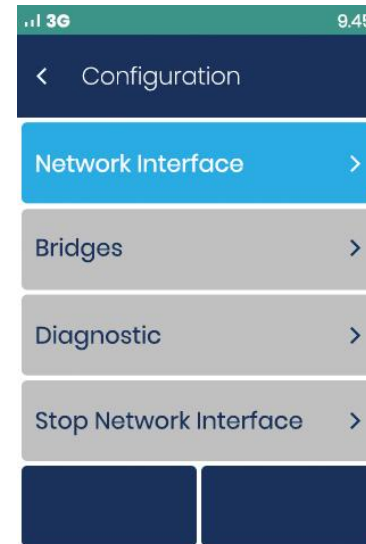 3G 9.45
Configuration
Network Interface
Bridges
Diagnostic
Stop Network Interface